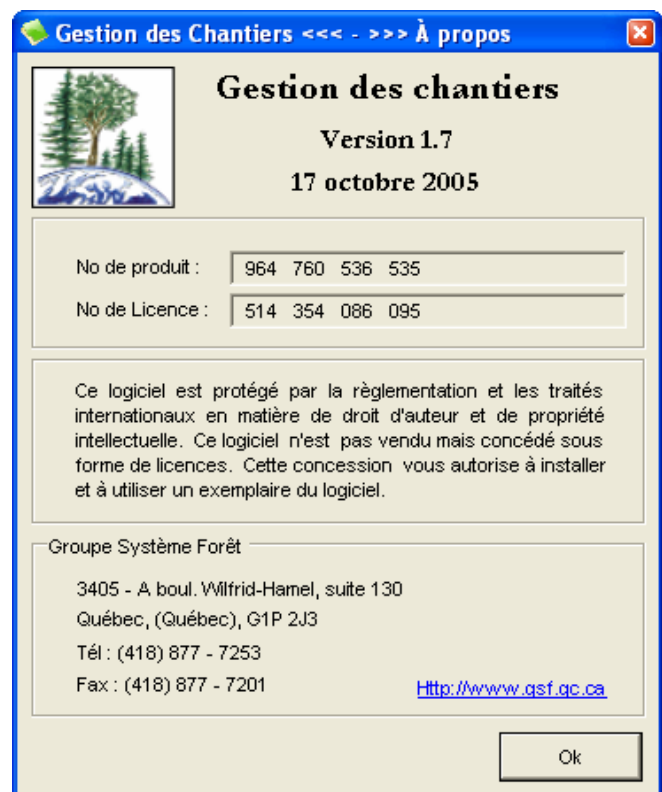 Gestion des Chantiers <<< - >>> À propos
Gestion des chantiers
Version 1.7
17 octobre 2005
No de produit : 964 760 536 535
No de Licence : 514 354 086 095
Ce logiciel est protégé par la règlementation et les traités
internationaux en matière de droit d'auteur et de propriété
intellectuelle. Ce logiciel n'est pas vendu mais concédé sous
forme de licences. Cette concession vous autorise à installer
et à utiliser un exemplaire du logiciel.
Groupe Système Forêt
3405 - A boul. Wilfrid-Hamel, suite 130
Québec, (Québec), G1P 2J3
Tél : (418) 877 - 7253
Fax : (418) 877 - 7201
Http://www.gsf.qc.ca
Ok